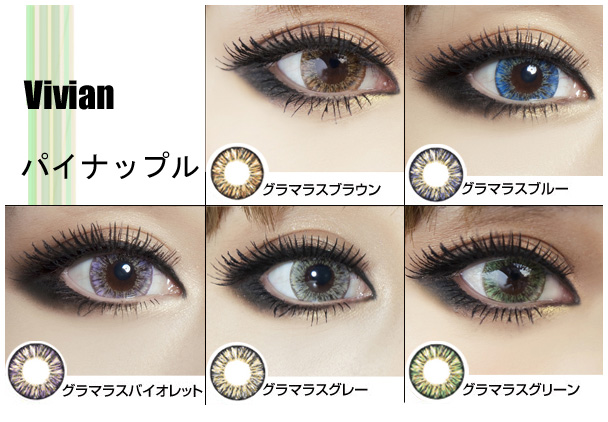 Vivian
パイナップル
グラマラスブラウン
グラマラスブルー
グラマラスバイオレット
グラマラスグレー
グラマラスグリーン